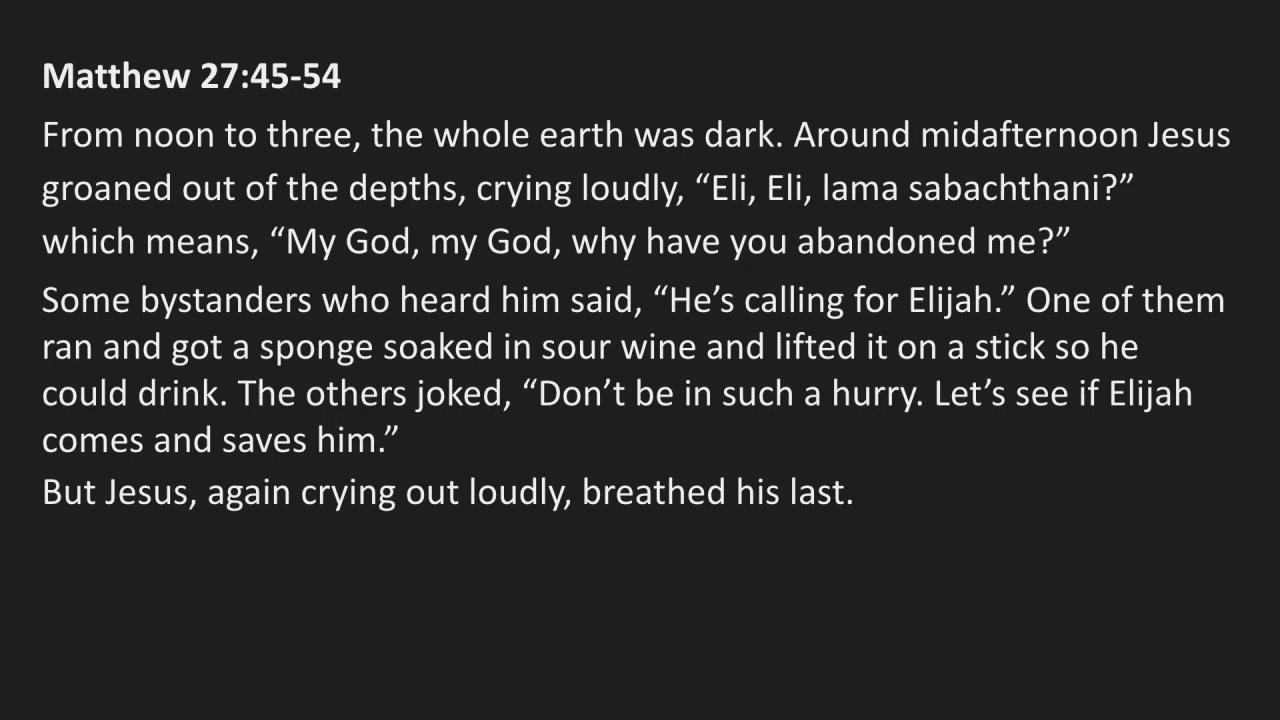 Matthew 27:45-54
From noon to three, the whole earth was dark. Around midafternoon Jesus
groaned out of the depths, crying loudly, “Eli, Eli, lama sabachthani?”
which means, “My God, my God, why have you abandoned me?”
Some bystanders who heard him said, “He’s calling for Elijah.” One of them
ran and got a sponge soaked in sour wine and lifted it on a stick so he
could drink. The others joked, “Don’t be in such a hurry. Let’s see if Elijah
comes and saves him.”
But Jesus, again crying out loudly, breathed his last.